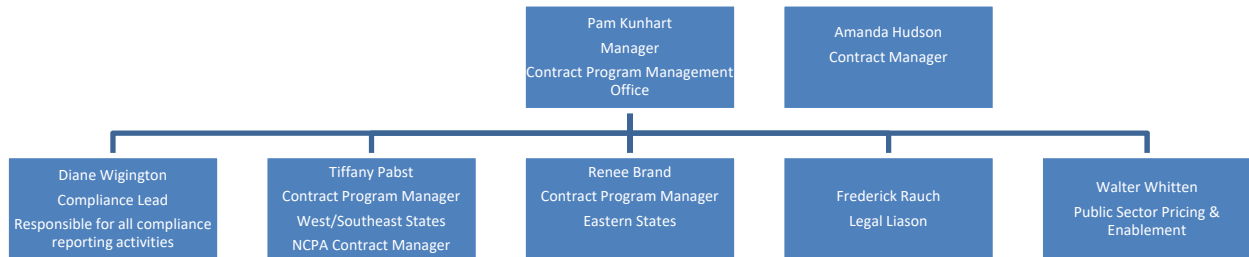 Pam Kunhart
Manager
Contract Program Management
Office
Amanda Hudson
Contract Manager
Diane Wigington
Compliance Lead
Responsible for all compliance
reporting activities
Tiffany Pabst
Contract Program Manager
West/Southeast States
NCPA Contract Manager
Renee Brand
Contract Program Manager
Eastern States
Frederick Rauch
Legal Liason
Walter Whitten
Public Sector Pricing &
Enablement